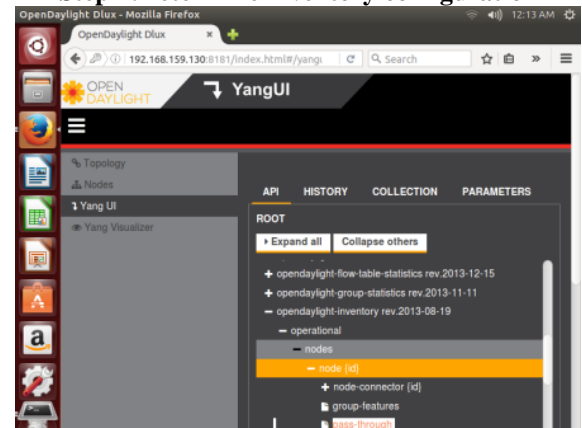 OpenDaylight Dlux - Mozilla Firefox
12:13 AM
OpenDaylight Dlux
192.168.159.130:8181/index.html#/yangu
Search
OPEN
DAYLIGHT
YangUI
Topology
Nodes
Yang UI
Yang Visualizer
API HISTORY COLLECTION PARAMETERS
ROOT
Expand all Collapse others
opendaylight-flow-table-statistics rev.2013-12-15
opendaylight-group-statistics rev.2013-11-11
opendaylight-inventory rev.2013-08-19
operational
nodes
node {id}
node-connector {id}
group-features
pass-through